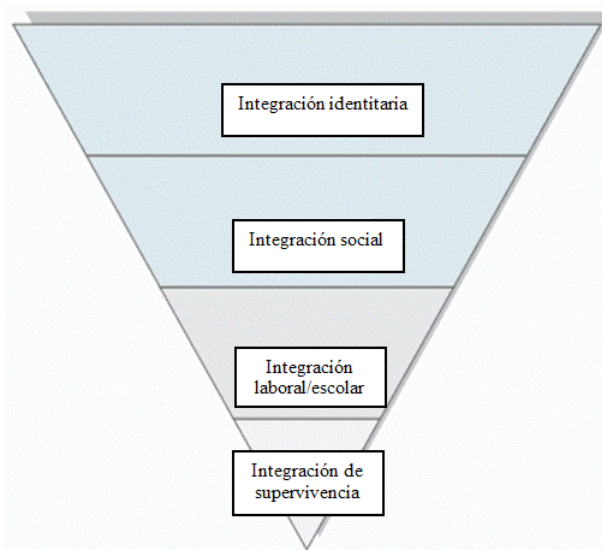 Integración identitaria
Integración social
Integración
laboral/escolar
Integración de
supervivencia